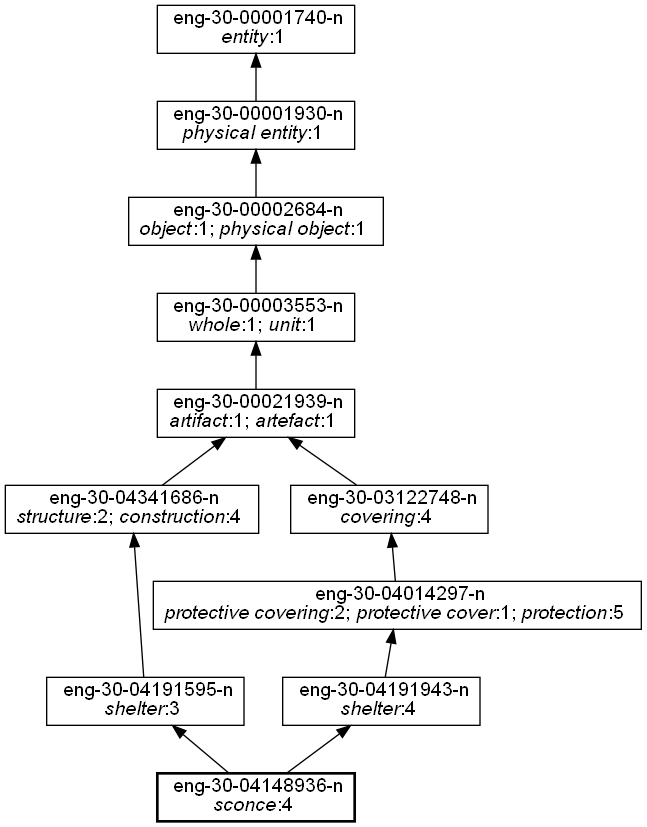 eng-30-00001740-n
entity:1
eng-30-00001930-n
physical entity:1
eng-30-00002684-n
object:1; physical object:1
eng-30-00003553-n
whole:1; unit:1
eng-30-00021939-n
artifact:1; artefact:1
eng-30-04341686-n
structure:2; construction:4
eng-30-03122748-n
covering:4
eng-30-04014297-n
protective covering:2; protective cover:1; protection:5
eng-30-04191595-n
shelter:3
eng-30-04191943-n
shelter:4
eng-30-04148936-n
sconce:4